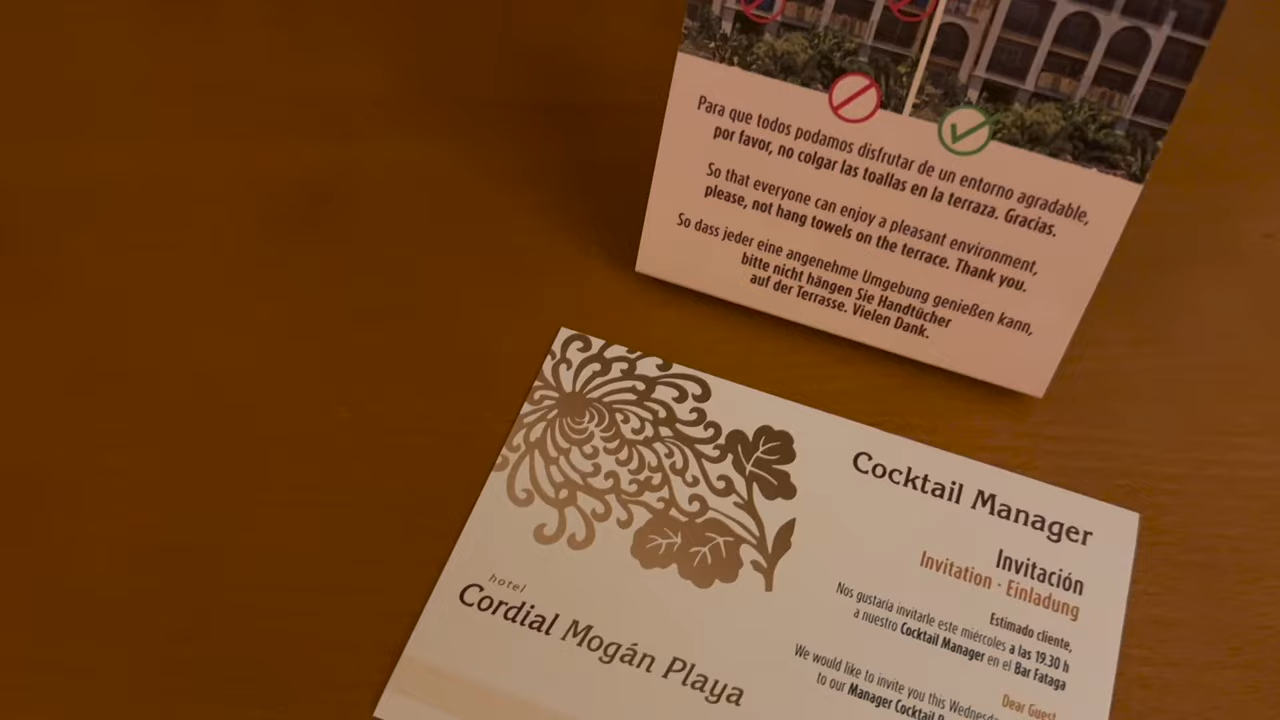 Para que todos podamos disfrutar de un entorno agradable,
por favor, no colgar las toallas en la terraza. Gracias.
So that everyone can enjoy a pleasant environment,
please, not hang towels on the terrace. Thank you.
So dass jeder eine angenehme Umgebung genießen kann,
bitte nicht hängen Sie Handtücher
auf der Terrasse. Vielen Dank.
hotel
Cordial Mogán Playa
Cocktail Manager
Invitación
Invitation · Einladung
Estimado cliente,
Nos gustaría invitarle este miércoles a las 19.30 h
a nuestro Cocktail Manager en el Bar Fataga
Dear Guest
We would like to invite you this
to our Manager Cocktail